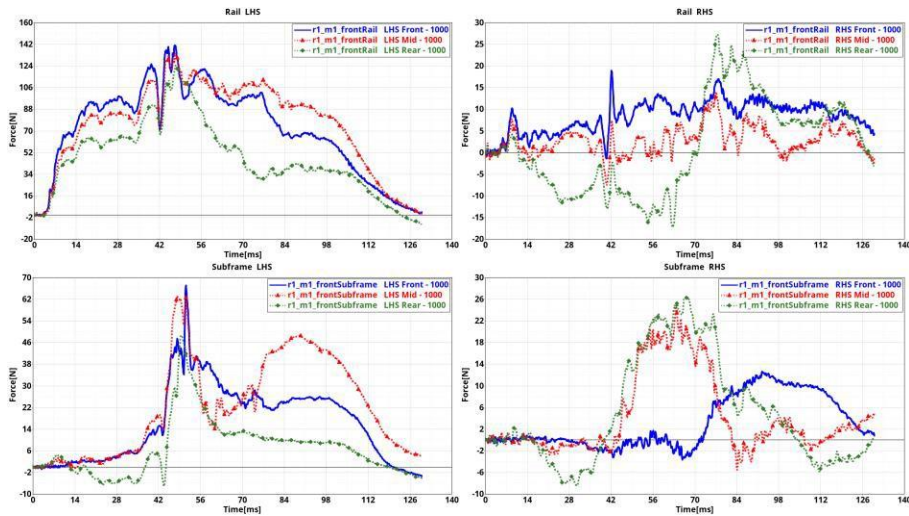 Rail LHS
r1_m1_frontRail LHS Front - 1000
r1_m1_frontRail LHS Mid - 1000
r1_m1_frontRail LHS Rear - 1000
Force[N]
160
142
124
106
88
70
52
34
16
-2
-20
0 14 28 42 56 70 84 98 112 126 140
Time[ms]
Rail RHS
r1_m1_frontRail RHS Front - 1000
r1_m1_frontRail RHS Mid - 1000
r1_m1_frontRail RHS Rear - 1000
Force[N]
30
25
20
15
10
5
0
-5
-10
-15
-20
0 14 28 42 56 70 84 98 112 126 140
Time[ms]
Subframe LHS
r1_m1_frontSubframe LHS Front - 1000
r1_m1_frontSubframe LHS Mid - 1000
r1_m1_frontSubframe LHS Rear - 1000
Force[N]
70
62
54
46
38
30
22
14
6
-2
-10
0 14 28 42 56 70 84 98 112 126 140
Time[ms]
Subframe RHS
r1_m1_frontSubframe RHS Front - 1000
r1_m1_frontSubframe RHS Mid - 1000
r1_m1_frontSubframe RHS Rear - 1000
Force[N]
30
26
22
18
14
10
6
2
-2
-6
-10
0 14 28 42 56 70 84 98 112 126 140
Time[ms]